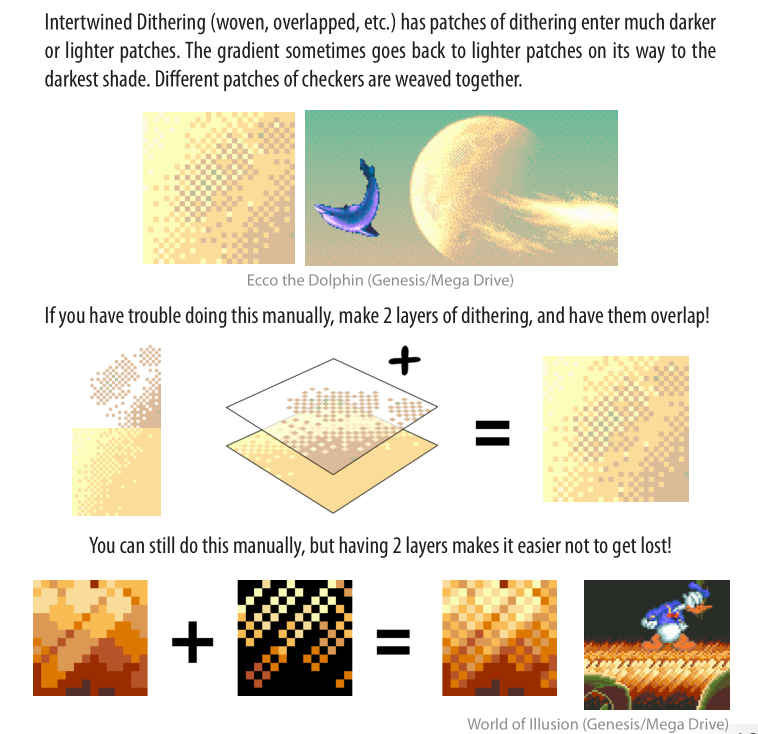 Intertwined Dithering (woven, overlapped, etc.) has patches of dithering enter much darker
or lighter patches. The gradient sometimes goes back to lighter patches on its way to the
darkest shade. Different patches of checkers are weaved together.
Ecco the Dolphin (Genesis/Mega Drive)
If you have trouble doing this manually, make 2 layers of dithering, and have them overlap!
+
=
You can still do this manually, but having 2 layers makes it easier not to get lost!
+ =
World of Illusion (Genesis/Mega Drive)